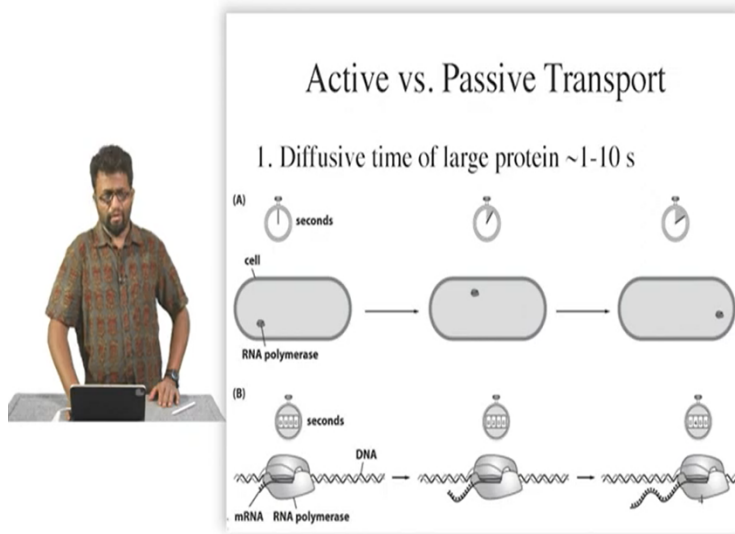 Active vs. Passive Transport
1. Diffusive time of large protein ~1-10 s
(A)
seconds
cell
RNA polymerase
(B)
seconds
DNA
mRNA RNA polymerase
4